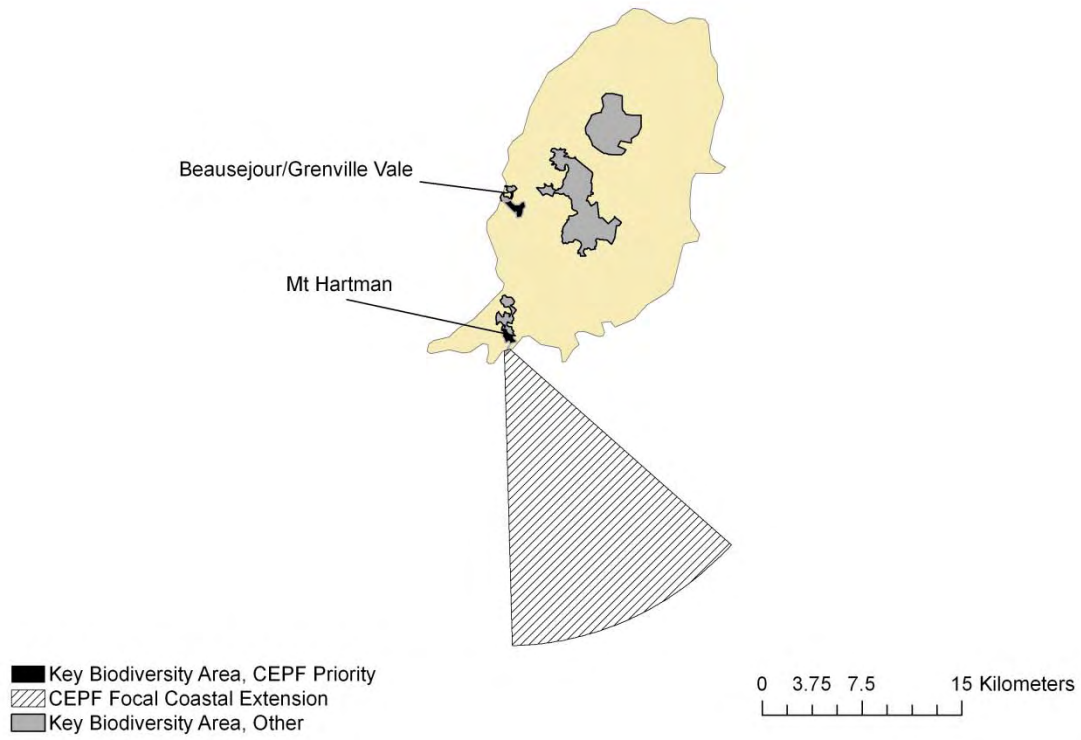 Beausejour/Grenville Vale
Mt Hartman
Key Biodiversity Area, CEPF Priority
CEPF Focal Coastal Extension
Key Biodiversity Area, Other
0 3.75 7.5 15 Kilometers